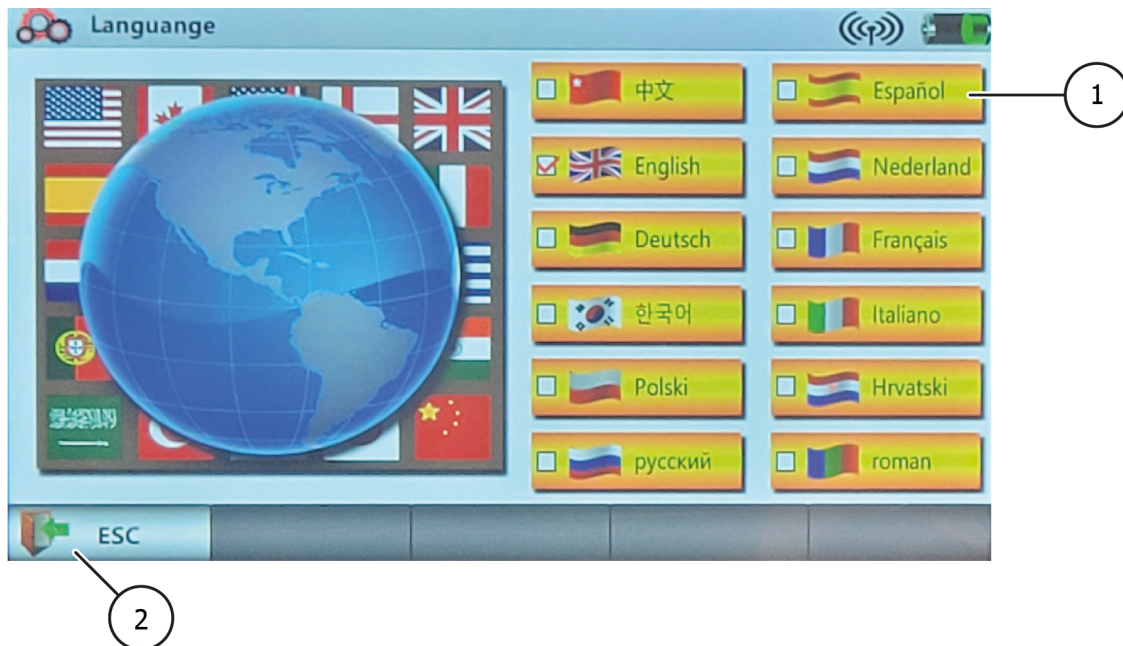 Languange
中文
Español
1
English
Nederland
Deutsch
Français
한국어
Italiano
Polski
Hrvatski
русский
roman
ESC
2